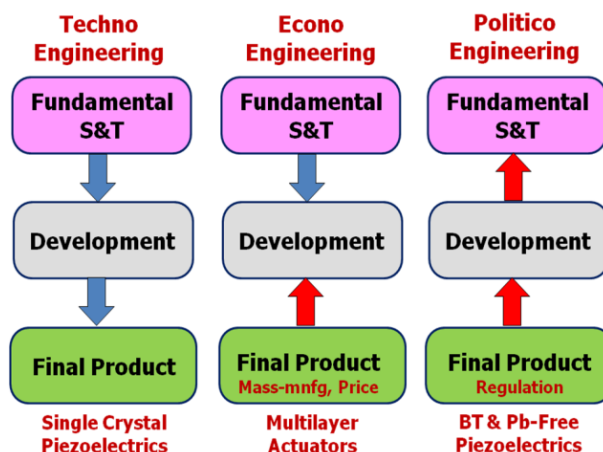 Techno
Engineering
Fundamental
S&T
Development
Final Product
Single Crystal
Piezoelectrics
Econo
Engineering
Fundamental
S&T
Development
Final Product
Mass-mnfg, Price
Multilayer
Actuators
Politico
Engineering
Fundamental
S&T
Development
Final Product
Regulation
BT & Pb-Free
Piezoelectrics